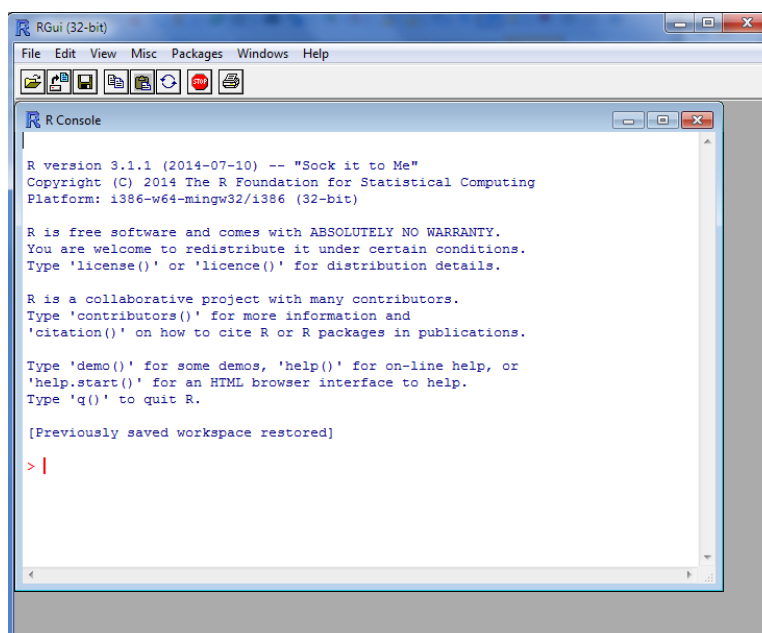 RGui (32-bit)
File Edit View Misc Packages Windows Help
STOP
R Console
R version 3.1.1 (2014-07-10) -- "Sock it to Me"
Copyright (C) 2014 The R Foundation for Statistical Computing
Platform: i386-w64-mingw32/i386 (32-bit)
R is free software and comes with ABSOLUTELY NO WARRANTY.
You are welcome to redistribute it under certain conditions.
Type 'license()' or 'licence()' for distribution details.
R is a collaborative project with many contributors.
Type 'contributors()' for more information and
'citation()' on how to cite R or R packages in publications.
Type 'demo()' for some demos, 'help()' for on-line help, or
'help.start()' for an HTML browser interface to help.
Type 'q()' to quit R.
[Previously saved workspace restored]
>